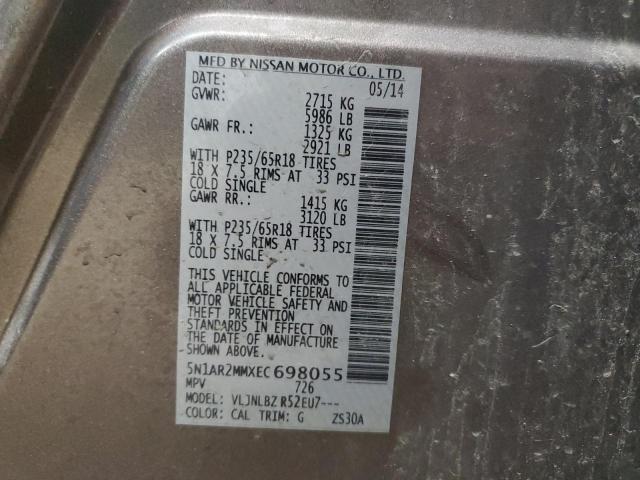 MFD BY NISSAN MOTOR CO., LTD.
DATE: 05/14
GVWR: 2715 KG
5986 LB
GAWR FR.: 1325 KG
2921 LB
WITH P235/65R18 TIRES
18 X 7.5 RIMS AT 33 PSI
COLD SINGLE
GAWR RR.: 1415 KG
3120 LB
WITH P235/65R18 TIRES
18 X 7.5 RIMS AT 33 PSI
COLD SINGLE
THIS VEHICLE CONFORMS TO
ALL APPLICABLE FEDERAL
MOTOR VEHICLE SAFETY AND
THEFT PREVENTION
STANDARDS IN EFFECT ON
THE DATE OF MANUFACTURE
SHOWN ABOVE.
5N1AR2MMXEC698055
MPV 726
MODEL: VLJNLBZ R52EU7---
COLOR: CAL TRIM: G ZS30A